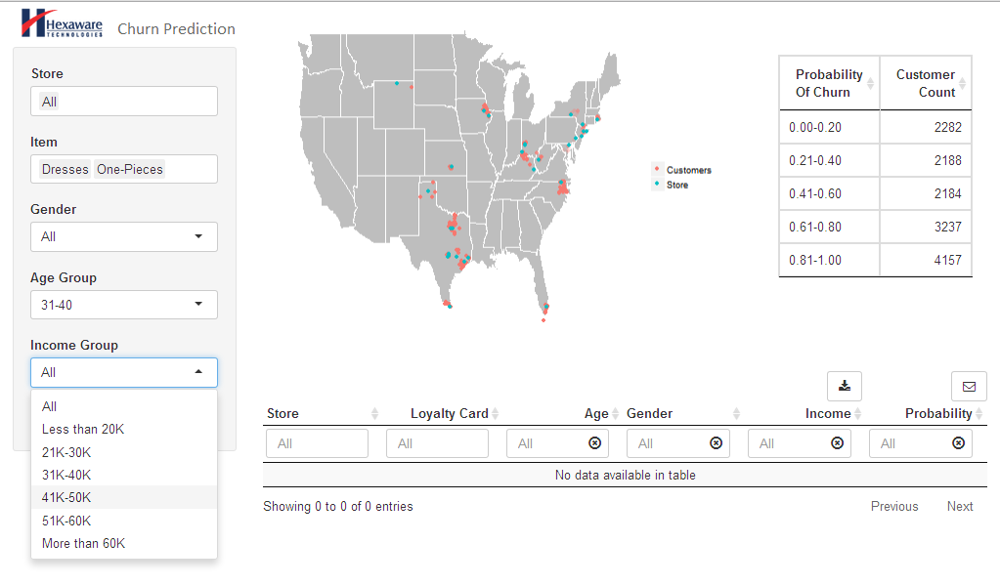 Hexaware
TECHNOLOGIES
Churn Prediction
Store
All
Item
Dresses One-Pieces
Gender
All
Age Group
31-40
Income Group
All
All
Less than 20K
21K-30K
31K-40K
41K-50K
51K-60K
More than 60K
Customers
Store
Probability Customer
Of Churn Count
0.00-0.20 2282
0.21-0.40 2188
0.41-0.60 2184
0.61-0.80 3237
0.81-1.00 4157
Store Loyalty Card Age Gender Income Probability
All All All All All All
No data available in table
Showing 0 to 0 of 0 entries Previous Next